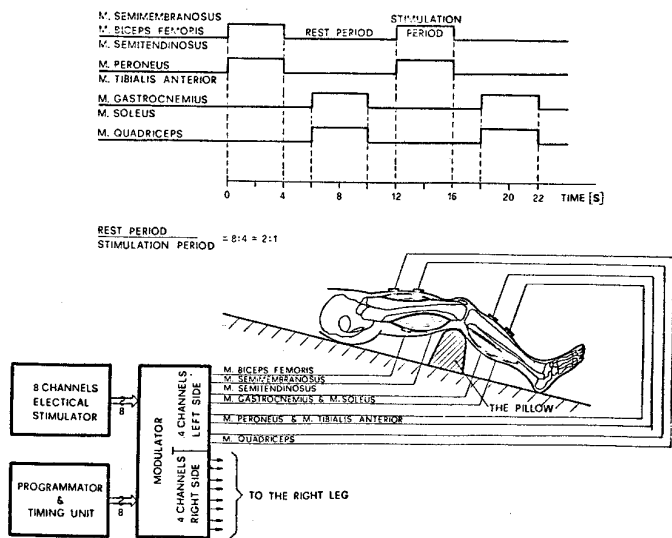 M. SEMIMEMBRANOSUS
M. BICEPS FEMORIS
M. SEMITENDINOSUS
REST PERIOD
STIMULATION
PERIOD
M. PERONEUS
M. TIBIALIS ANTERIOR
M. GASTROCNEMIUS
M. SOLEUS
M. QUADRICEPS
0 4 8 12 16 20 22 TIME [S]
REST PERIOD
STIMULATION PERIOD
= 8:4 = 2:1
8 CHANNELS
ELECTICAL
STIMULATOR
8
PROGRAMMATOR
&
TIMING UNIT
8
MODULATOR
4 CHANNELS
LEFT SIDE
4 CHANNELS
RIGHT SIDE
M. BICEPS FEMORIS
M. SEMIMEMBRANOSUS
M. SEMITENDINOSUS
M. GASTROCNEMIUS & M. SOLEUS
M. PERONEUS & M. TIBIALIS ANTERIOR
M. QUADRICEPS
THE PILLOW
TO THE RIGHT LEG